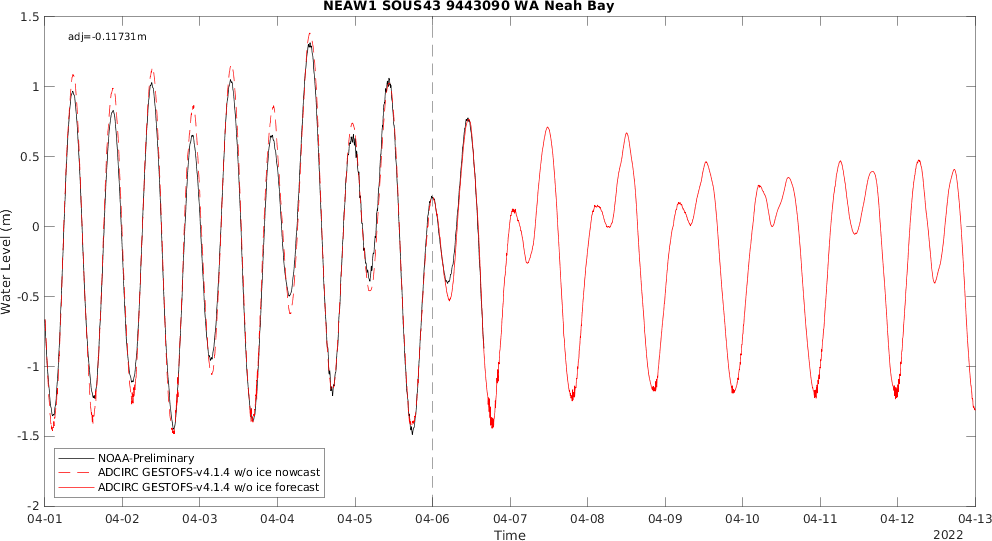 NEAW1 SOUS43 9443090 WA Neah Bay
adj=-0.11731m
1.5
1
0.5
0
-0.5
-1
-1.5
-2
Water Level (m)
NOAA-Preliminary
ADCIRC GESTOFS-v4.1.4 w/o ice nowcast
ADCIRC GESTOFS-v4.1.4 w/o ice forecast
04-01 04-02 04-03 04-04 04-05 04-06 04-07 04-08 04-09 04-10 04-11 04-12 04-13
Time
2022